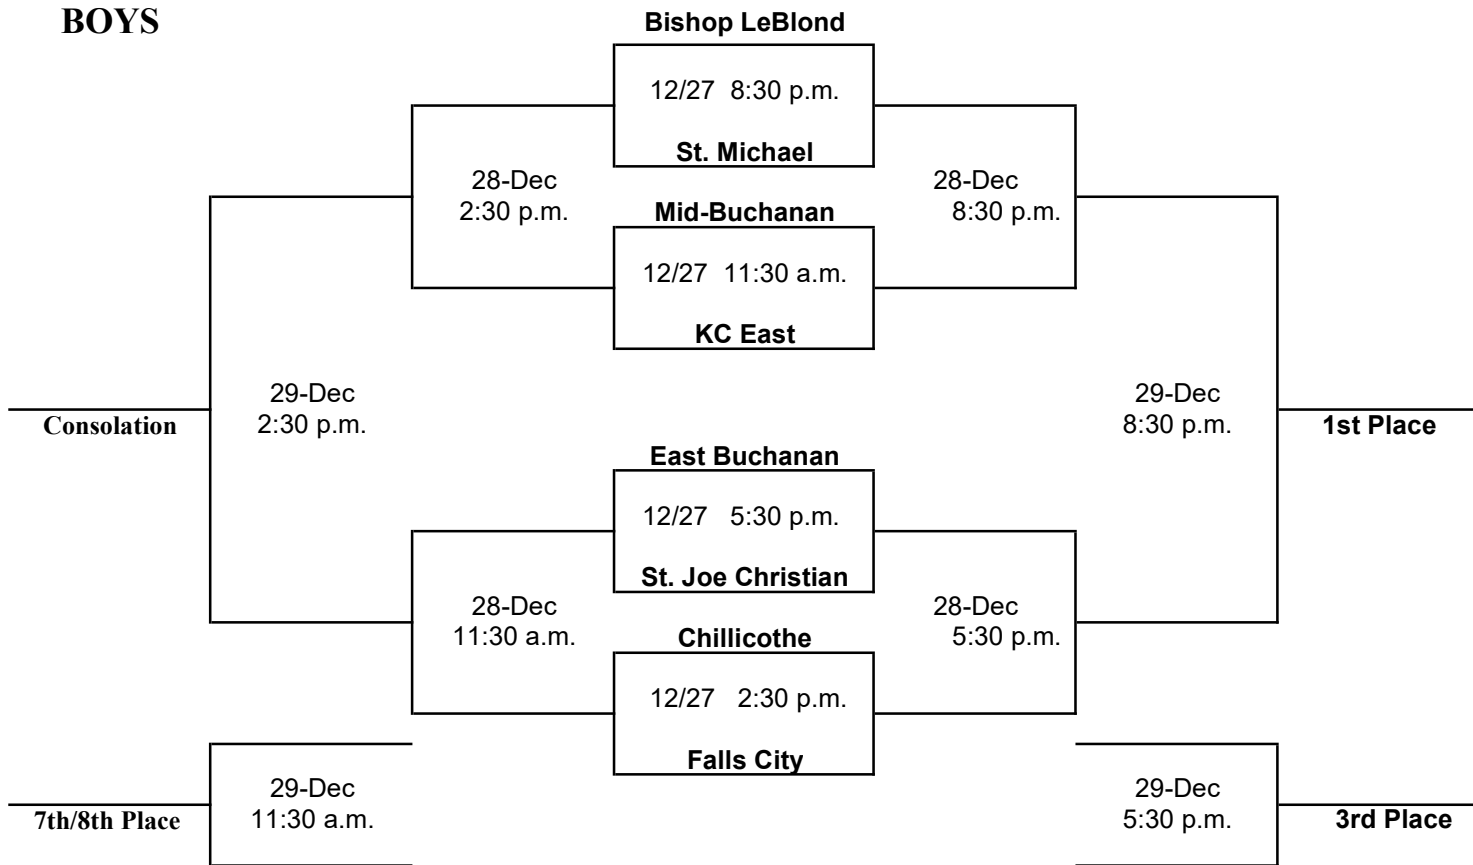 BOYS
Bishop LeBlond
12/27 8:30 p.m.
St. Michael
28-Dec
2:30 p.m.
28-Dec
8:30 p.m.
Mid-Buchanan
12/27 11:30 a.m.
KC East
29-Dec
2:30 p.m.
Consolation
29-Dec
8:30 p.m.
1st Place
East Buchanan
12/27 5:30 p.m.
St. Joe Christian
28-Dec
11:30 a.m.
28-Dec
5:30 p.m.
Chillicothe
12/27 2:30 p.m.
Falls City
29-Dec
11:30 a.m.
7th/8th Place
29-Dec
5:30 p.m.
3rd Place